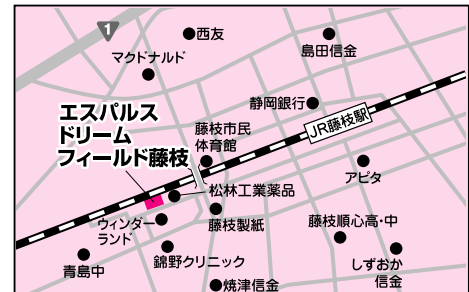 1
西友
島田信金
マクドナルド
静岡銀行
JR藤枝駅
エスパルス
ドリーム
フィールド藤枝
藤枝市民
体育館
アピタ
松林工業薬品
ウィンダー
ランド
藤枝製紙
藤枝順心高・中
青島中
錦野クリニック
しずおか
信金
焼津信金